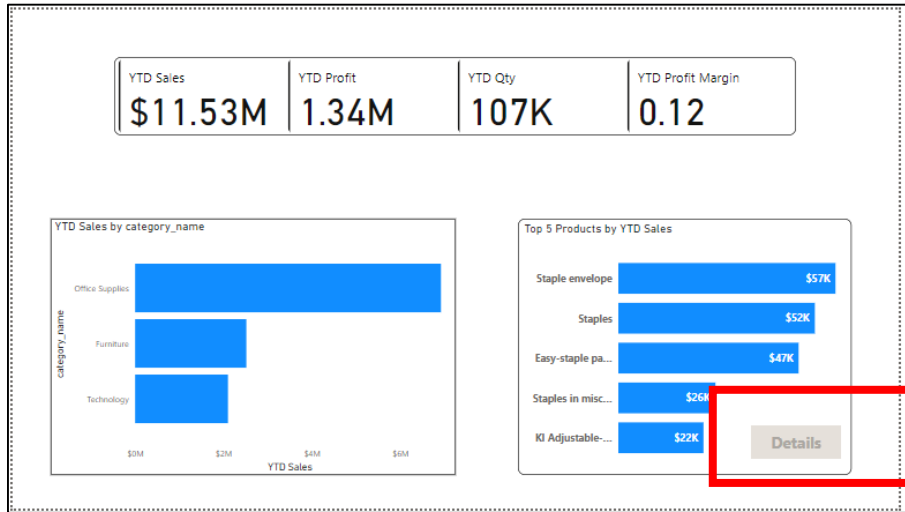 YTD Sales
$11.53M
YTD Profit
1.34M
YTD Qty
107K
YTD Profit Margin
0.12
YTD Sales by category_name
category_name
Office Supplies
Furniture
Technology
$0M $2M $4M $6M
YTD Sales
Top 5 Products by YTD Sales
Staple envelope $57K
Staples $52K
Easy-staple pa... $47K
Staples in misc... $26K
KI Adjustable-... $22K
Details